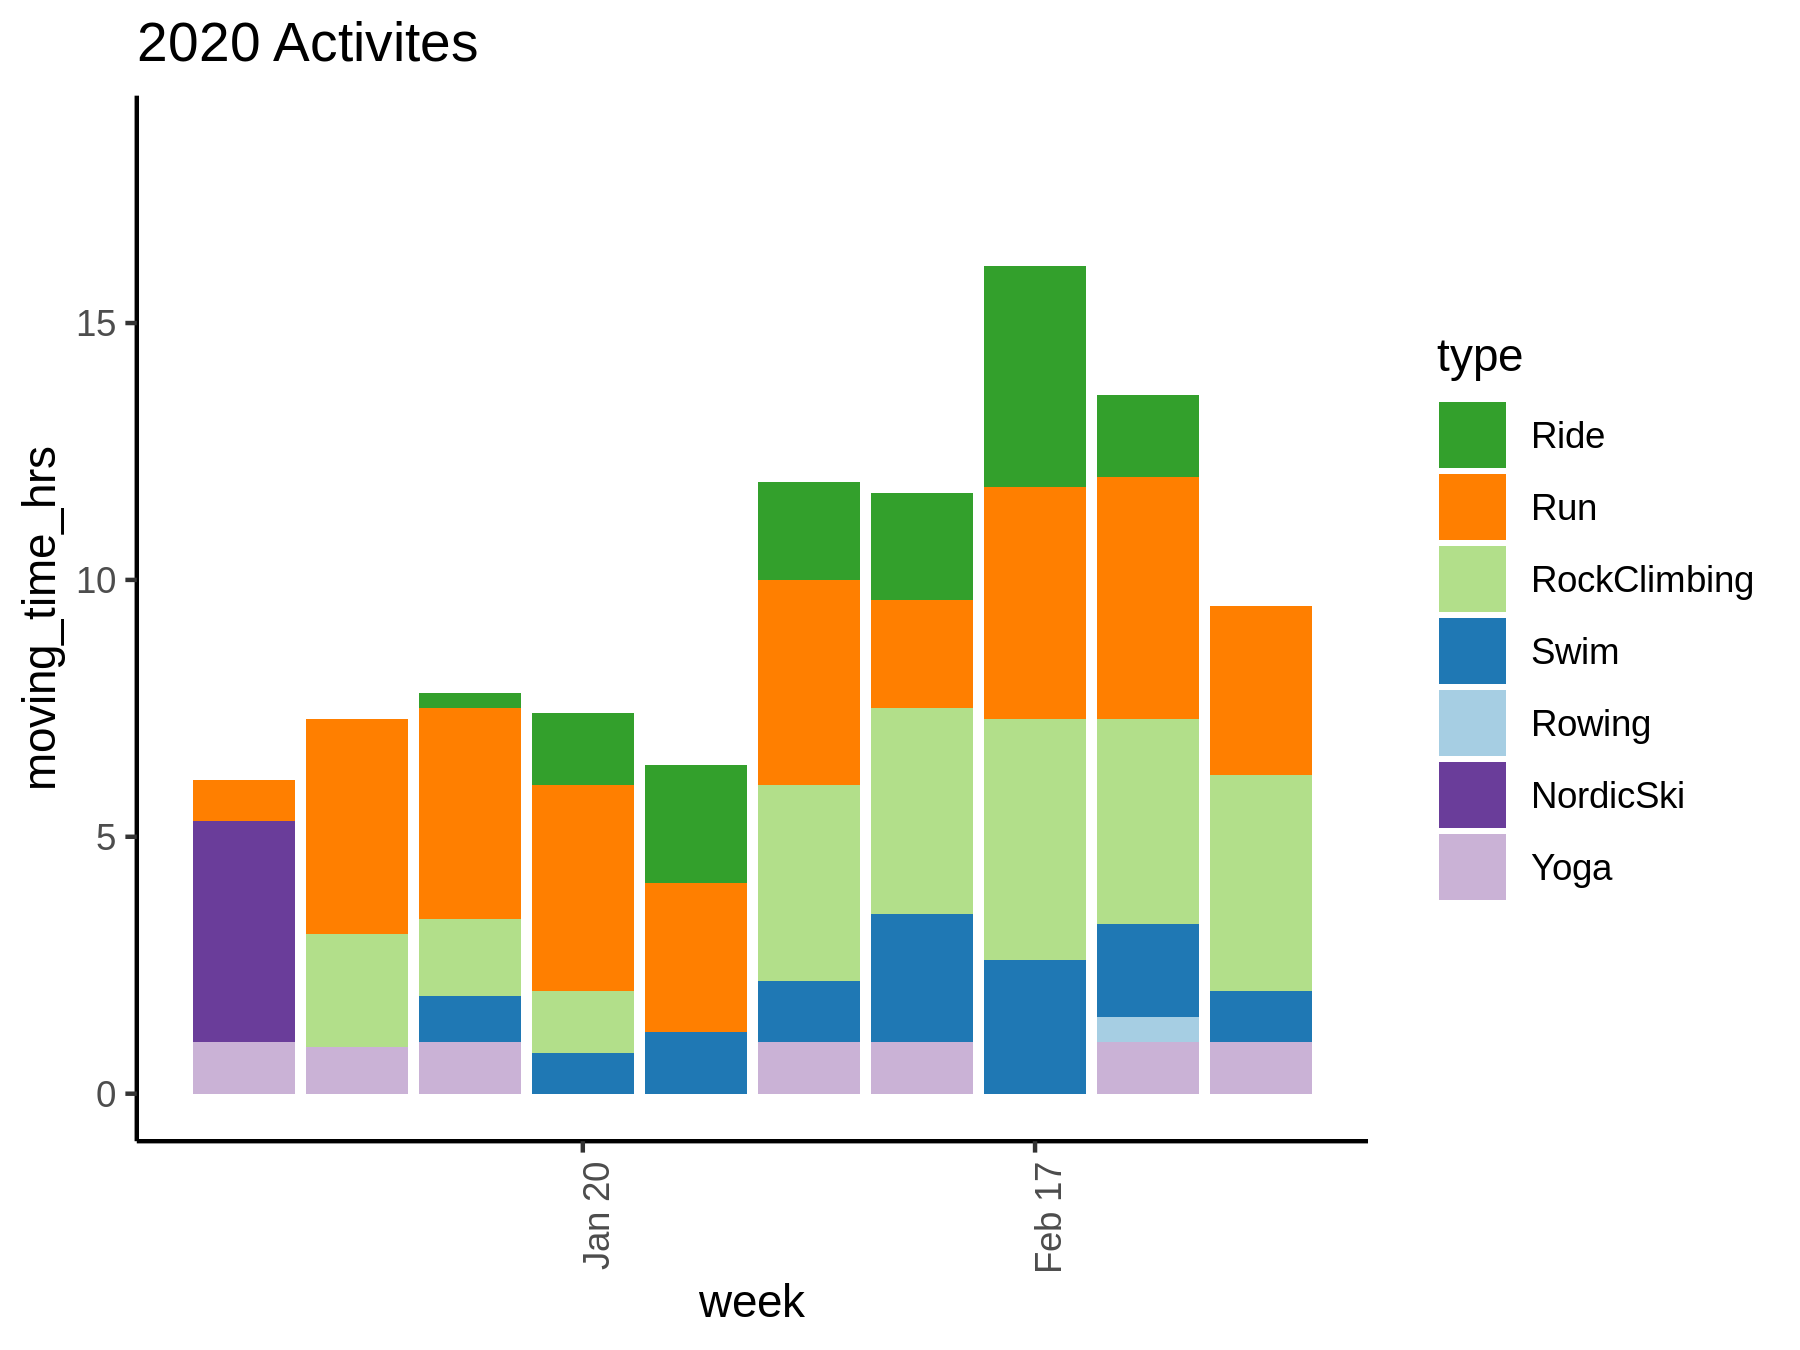 2020 Activites
moving_time_hrs
15
10
5
0
Jan 20
Feb 17
week
type
Ride
Run
RockClimbing
Swim
Rowing
NordicSki
Yoga